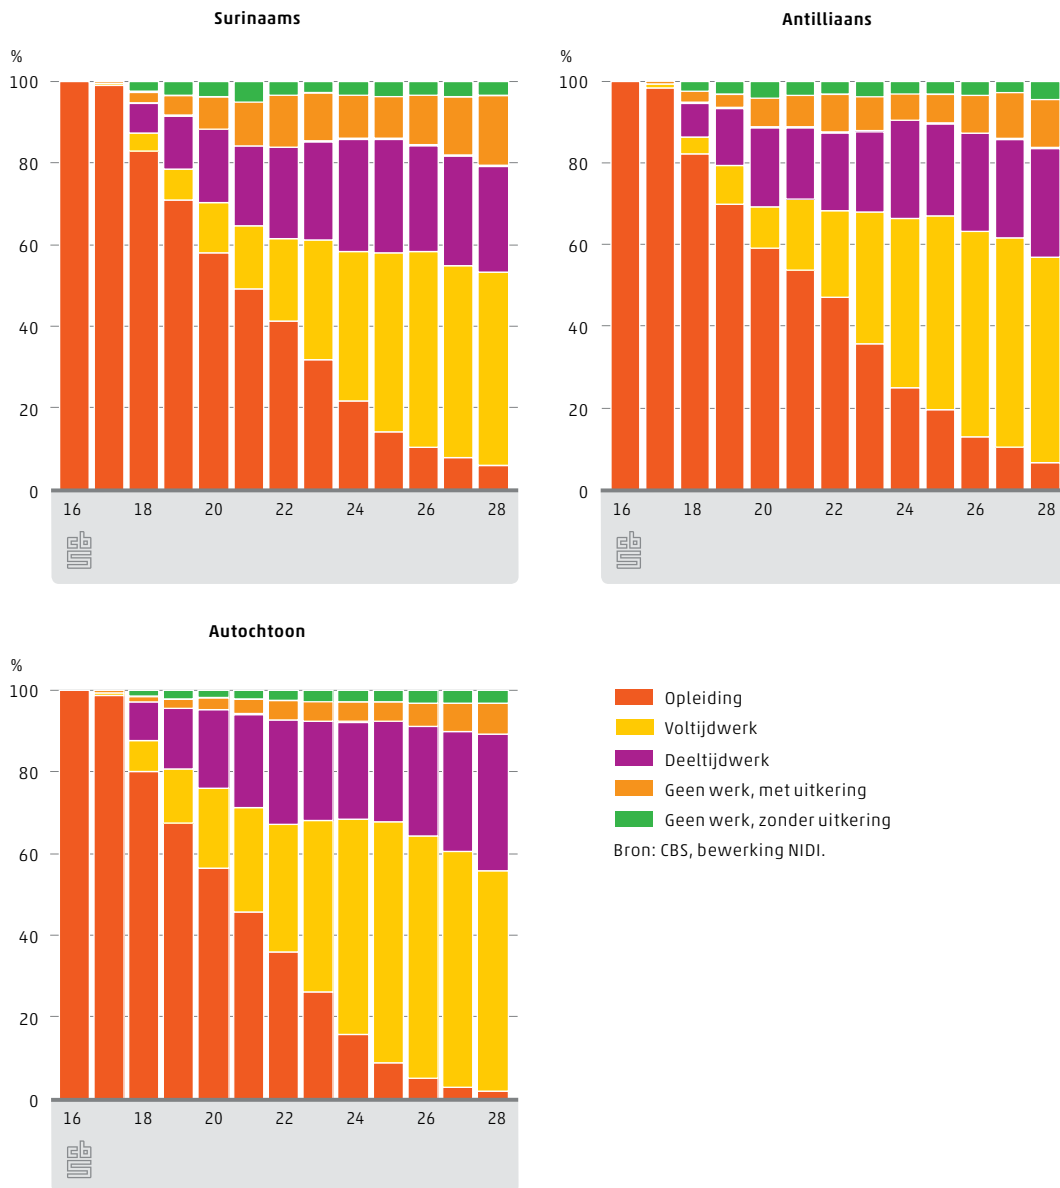 Surinaams
%
100
80
60
40
20
0
16 18 20 22 24 26 28
Antilliaans
%
100
80
60
40
20
0
16 18 20 22 24 26 28
Autochtoon
%
100
80
60
40
20
0
16 18 20 22 24 26 28
Opleiding
Voltijdwerk
Deeltijdwerk
Geen werk, met uitkering
Geen werk, zonder uitkering
Bron: CBS, bewerking NIDI.